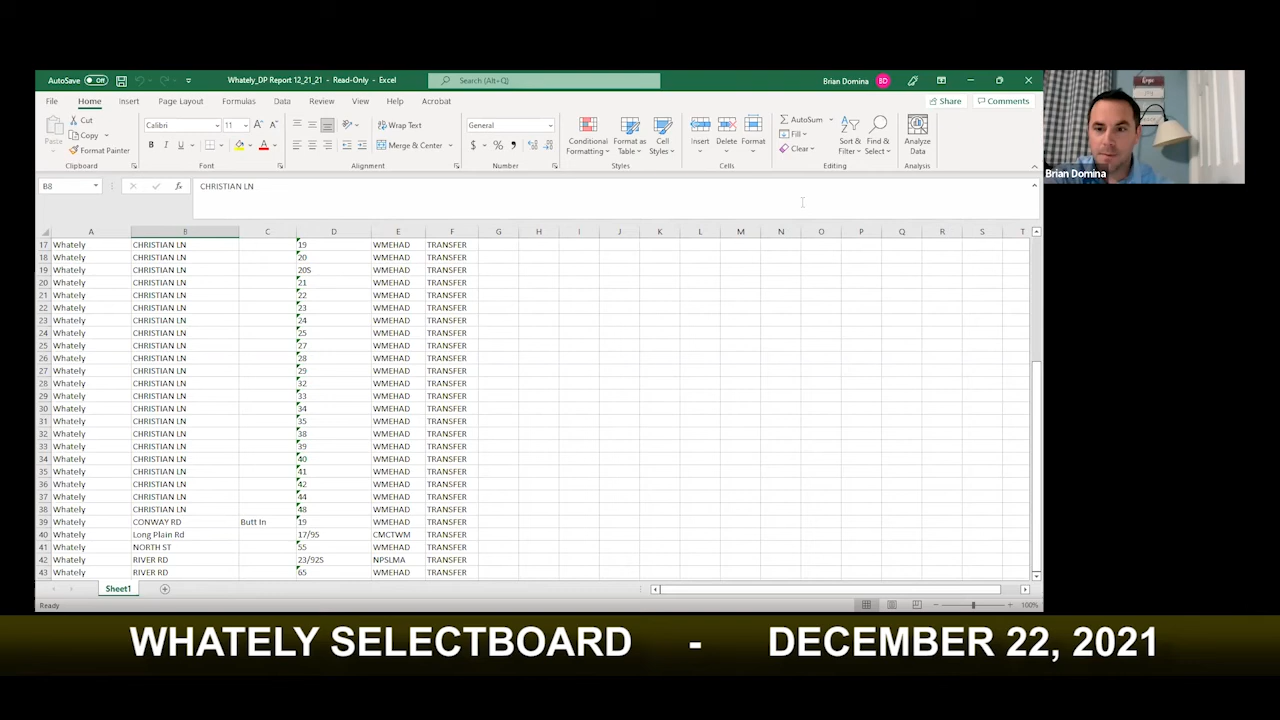 AutoSave Off Whately_DP Report 12_21_21 - Read-Only - Excel Search (Alt+Q) Brian Domina BD
File Home Insert Page Layout Formulas Data Review View Help Acrobat Share Comments
Paste Cut Copy Format Painter Clipboard
Calibri 11 A A B I U A Font
Wrap Text Merge & Center Alignment
General $ % , Number
Conditional Formatting Format as Table Cell Styles Styles
Insert Delete Format Cells
AutoSum Fill Clear Sort & Filter Find & Select Editing
Analyze Data Analysis
Brian Domina
B8 fx CHRISTIAN LN
A B C D E F G H I J K L M N O P Q R S T
17 Whately CHRISTIAN LN 19 WMEHAD TRANSFER
18 Whately CHRISTIAN LN 20 WMEHAD TRANSFER
19 Whately CHRISTIAN LN 20S WMEHAD TRANSFER
20 Whately CHRISTIAN LN 21 WMEHAD TRANSFER
21 Whately CHRISTIAN LN 22 WMEHAD TRANSFER
22 Whately CHRISTIAN LN 23 WMEHAD TRANSFER
23 Whately CHRISTIAN LN 24 WMEHAD TRANSFER
24 Whately CHRISTIAN LN 25 WMEHAD TRANSFER
25 Whately CHRISTIAN LN 27 WMEHAD TRANSFER
26 Whately CHRISTIAN LN 28 WMEHAD TRANSFER
27 Whately CHRISTIAN LN 29 WMEHAD TRANSFER
28 Whately CHRISTIAN LN 32 WMEHAD TRANSFER
29 Whately CHRISTIAN LN 33 WMEHAD TRANSFER
30 Whately CHRISTIAN LN 34 WMEHAD TRANSFER
31 Whately CHRISTIAN LN 35 WMEHAD TRANSFER
32 Whately CHRISTIAN LN 38 WMEHAD TRANSFER
33 Whately CHRISTIAN LN 39 WMEHAD TRANSFER
34 Whately CHRISTIAN LN 40 WMEHAD TRANSFER
35 Whately CHRISTIAN LN 41 WMEHAD TRANSFER
36 Whately CHRISTIAN LN 42 WMEHAD TRANSFER
37 Whately CHRISTIAN LN 44 WMEHAD TRANSFER
38 Whately CHRISTIAN LN 48 WMEHAD TRANSFER
39 Whately CONWAY RD Butt In 19 WMEHAD TRANSFER
40 Whately Long Plain Rd 17/95 CMCTWM TRANSFER
41 Whately NORTH ST 55 WMEHAD TRANSFER
42 Whately RIVER RD 23/92S NPSLMA TRANSFER
43 Whately RIVER RD 65 WMEHAD TRANSFER
Sheet1
Ready 100%
WHATELY SELECTBOARD - DECEMBER 22, 2021